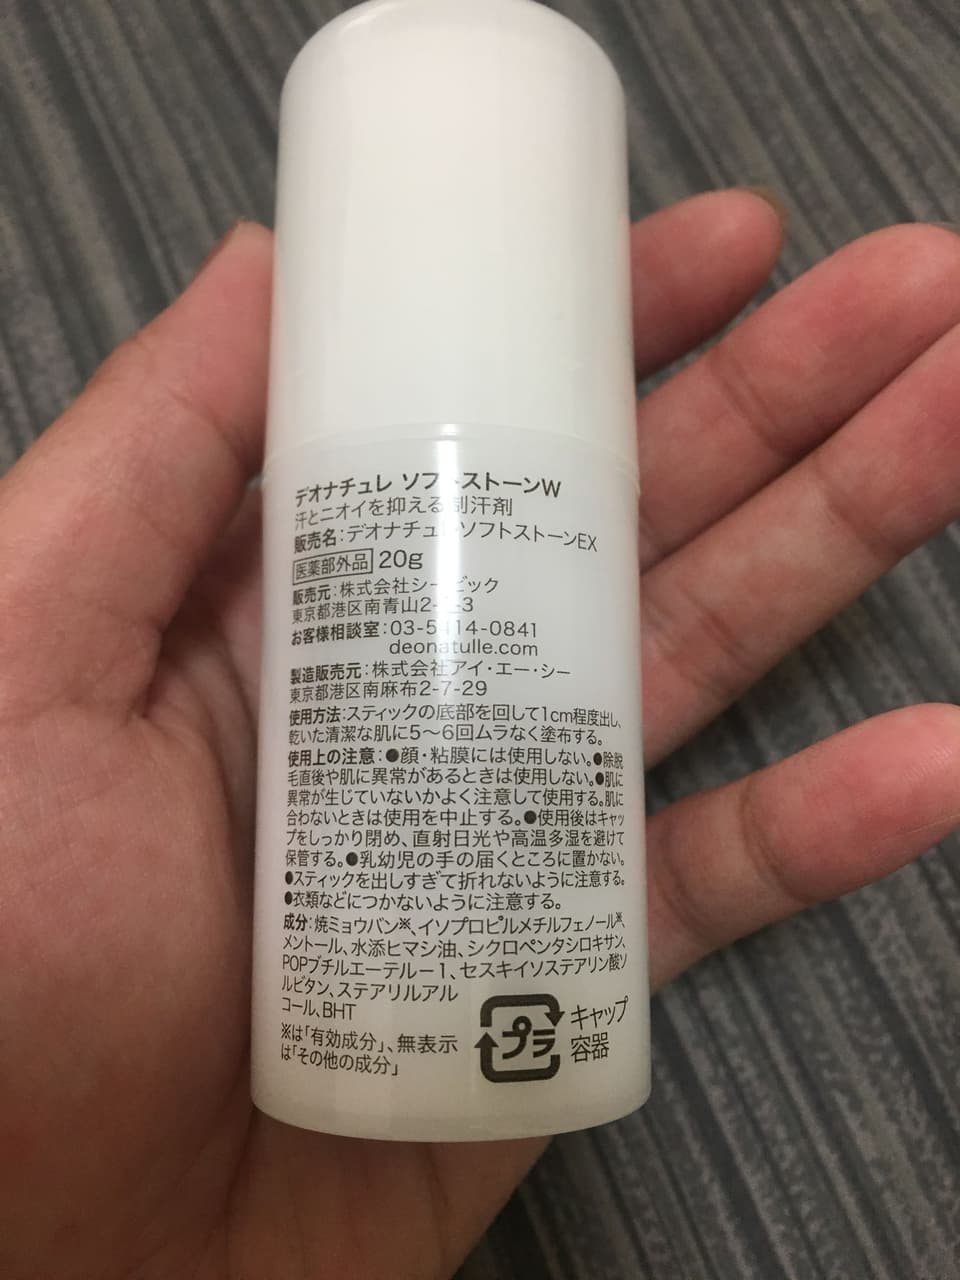 デオナチュレ ソフトストーンW
汗とニオイを抑える制汗剤
販売名:デオナチュレソフトストーンEX
医薬部外品 20g
販売元:株式会社シービック
東京都港区南青山
お客様相談室:03-5414-0841
deonatulle.com
製造販売元:株式会社アイ・エー・シー
東京都港区南麻布2-7-29
使用方法:スティックの底部を回して1cm程度出し、
乾いた清潔な肌に5〜6回ムラなく塗布する。
使用上の注意:●顔・粘膜には使用しない。●除脱
毛直後や肌に異常があるときは使用しない。●肌に
異常が生じていないかよく注意して使用する。肌に
合わないときは使用を中止する。●使用後はキャッ
プをしっかり閉め、直射日光や高温多湿を避けて
保管する。●乳幼児の手の届くところに置かない。
●スティックを出しすぎて折れないように注意する。
●衣類などにつかないように注意する。
成分:焼ミョウバン※、イソプロピルメチルフェノール※、
メントール、水添ヒマシ油、シクロペンタシロキサン、
POPブチルエーテル−1、セスキイソステアリン酸ソ
ルビタン、ステアリルアル
コール、BHT
※は「有効成分」、無表示
は「その他の成分」
プラ
キャップ
容器